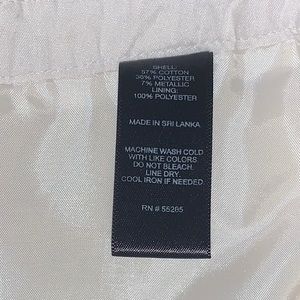 SHELL:
57% COTTON
36% POLYESTER
7% METALLIC
LINING:
100% POLYESTER
MADE IN SRI LANKA
MACHINE WASH COLD
WITH LIKE COLORS
DO NOT BLEACH.
LINE DRY.
COOL IRON IF NEEDED.
RN # 55285